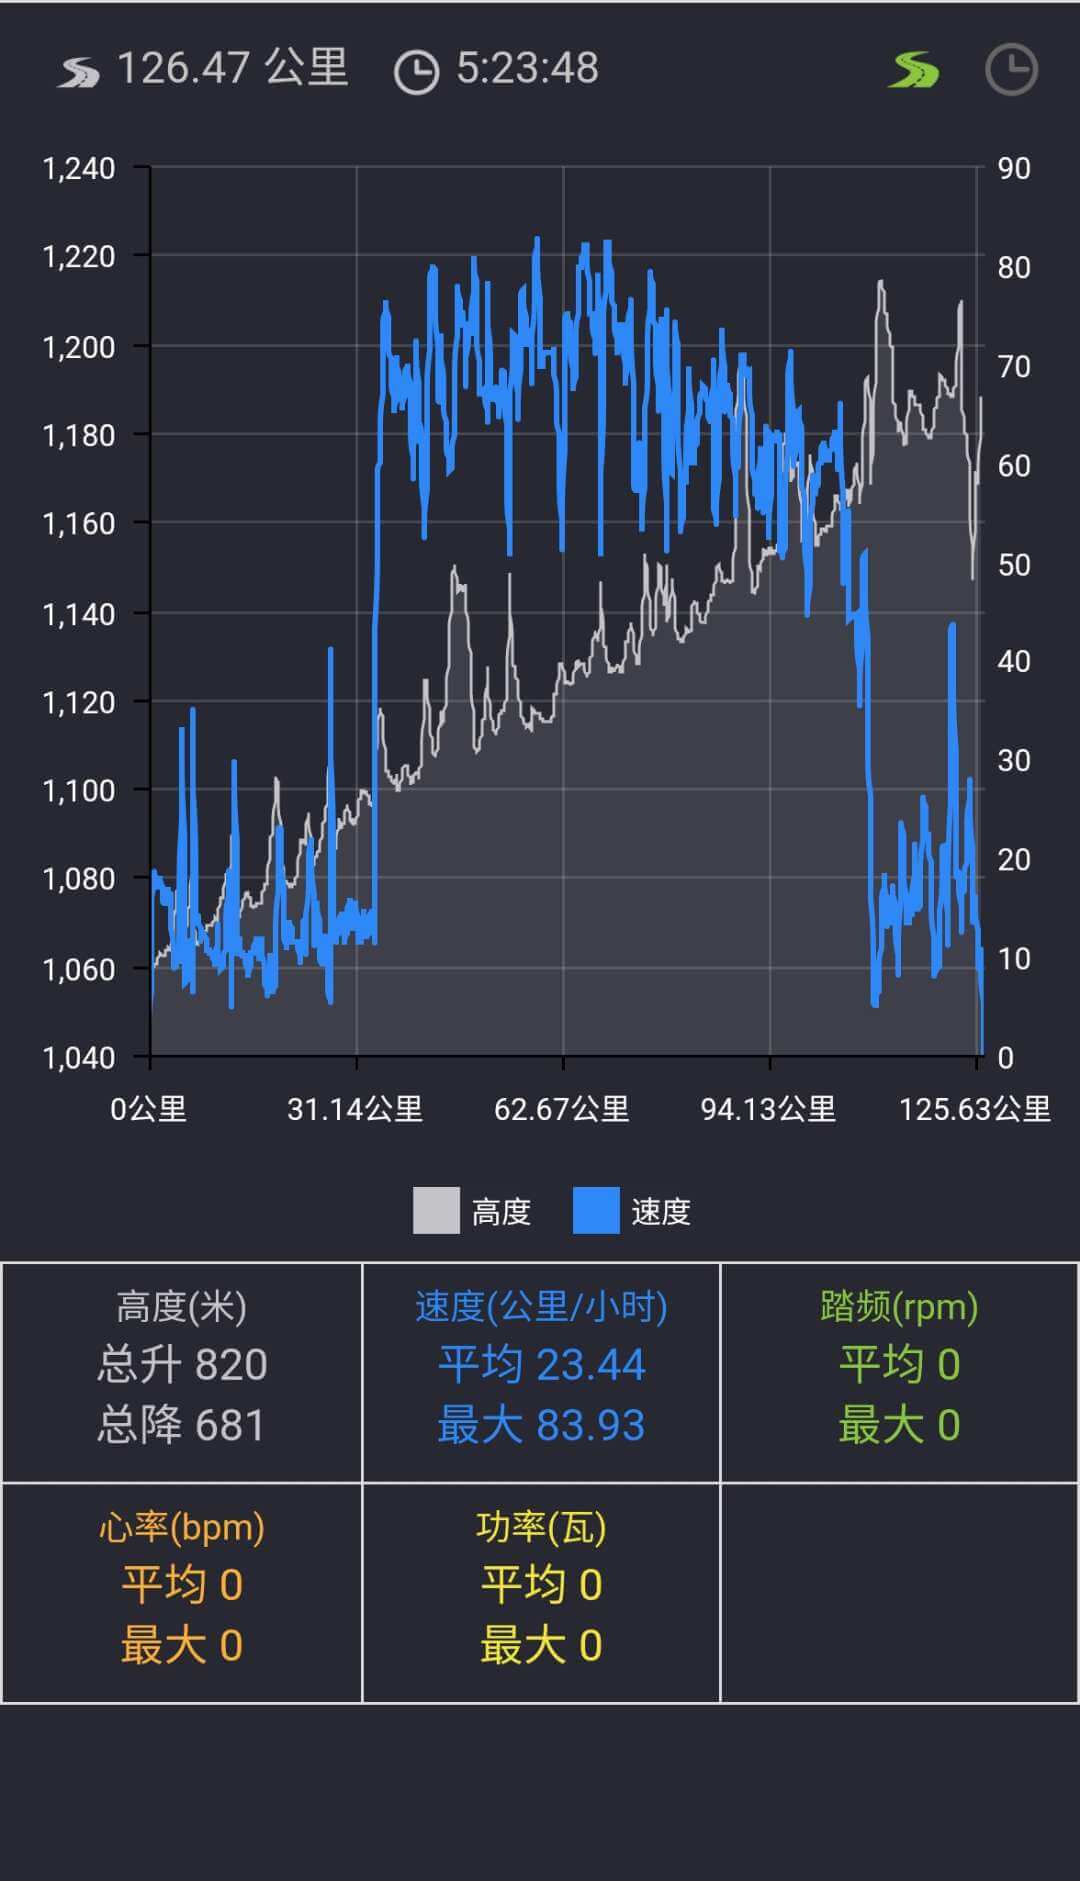 126.47 公里 5:23:48
1,240 90
1,220 80
1,200 70
1,180 60
1,160 50
1,140 40
1,120 30
1,100 20
1,080 10
1,060 0
1,040
0公里 31.14公里 62.67公里 94.13公里 125.63公里
高度 速度
高度(米) 速度(公里/小时) 踏频(rpm)
总升 820 平均 23.44 平均 0
总降 681 最大 83.93 最大 0
心率(bpm) 功率(瓦)
平均 0 平均 0
最大 0 最大 0